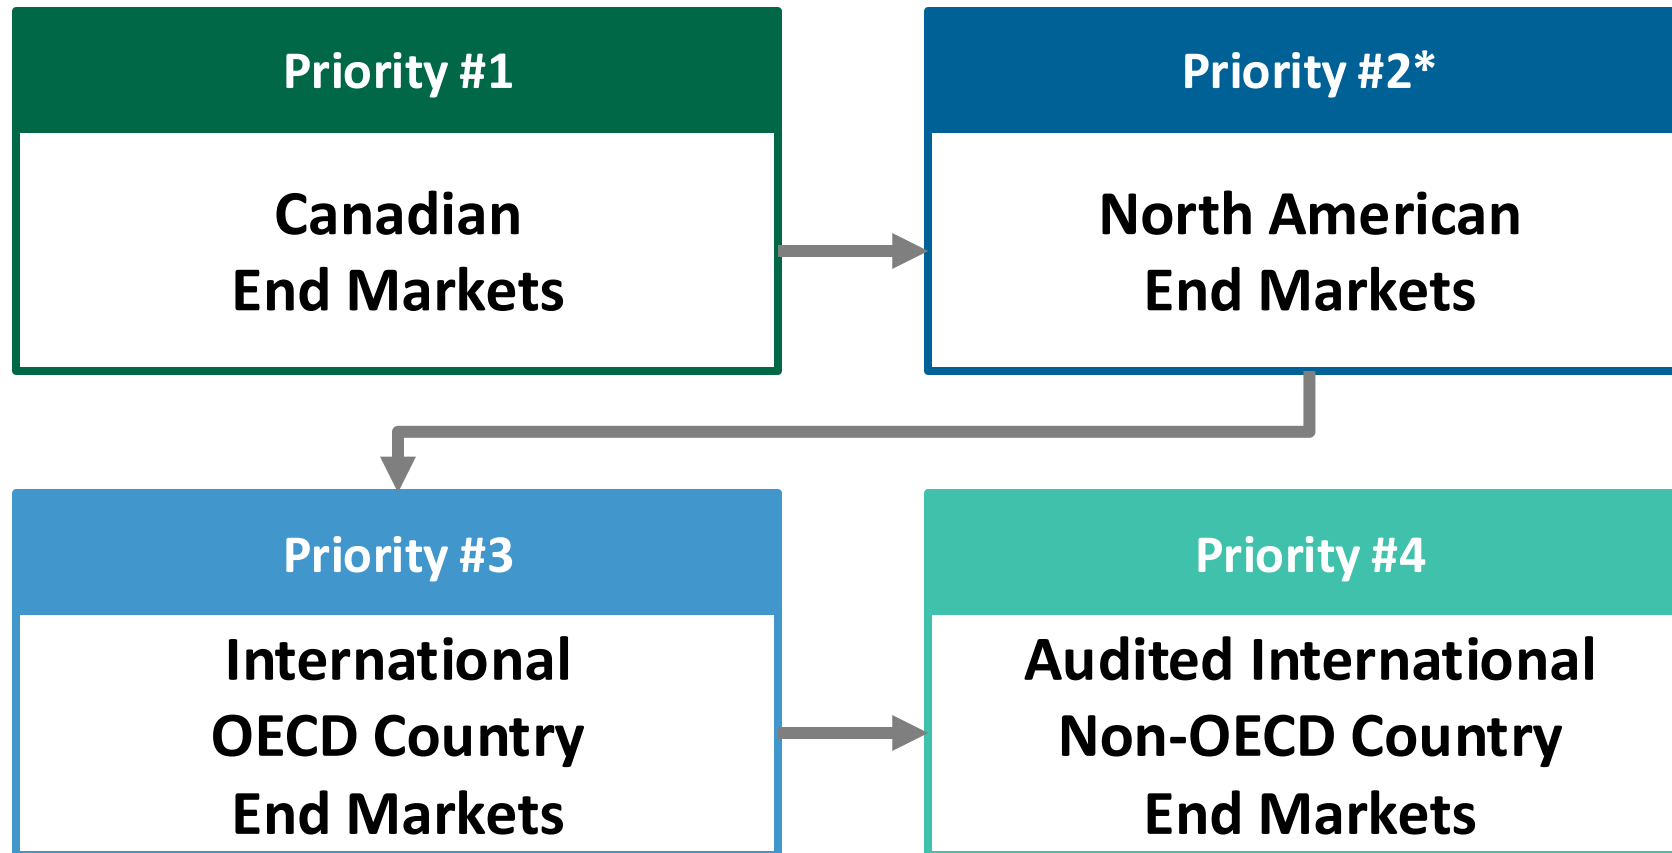 Priority #1
Canadian
End Markets
Priority #2*
North American
End Markets
Priority #3
International
OECD Country
End Markets
Priority #4
Audited International
Non-OECD Country
End Markets